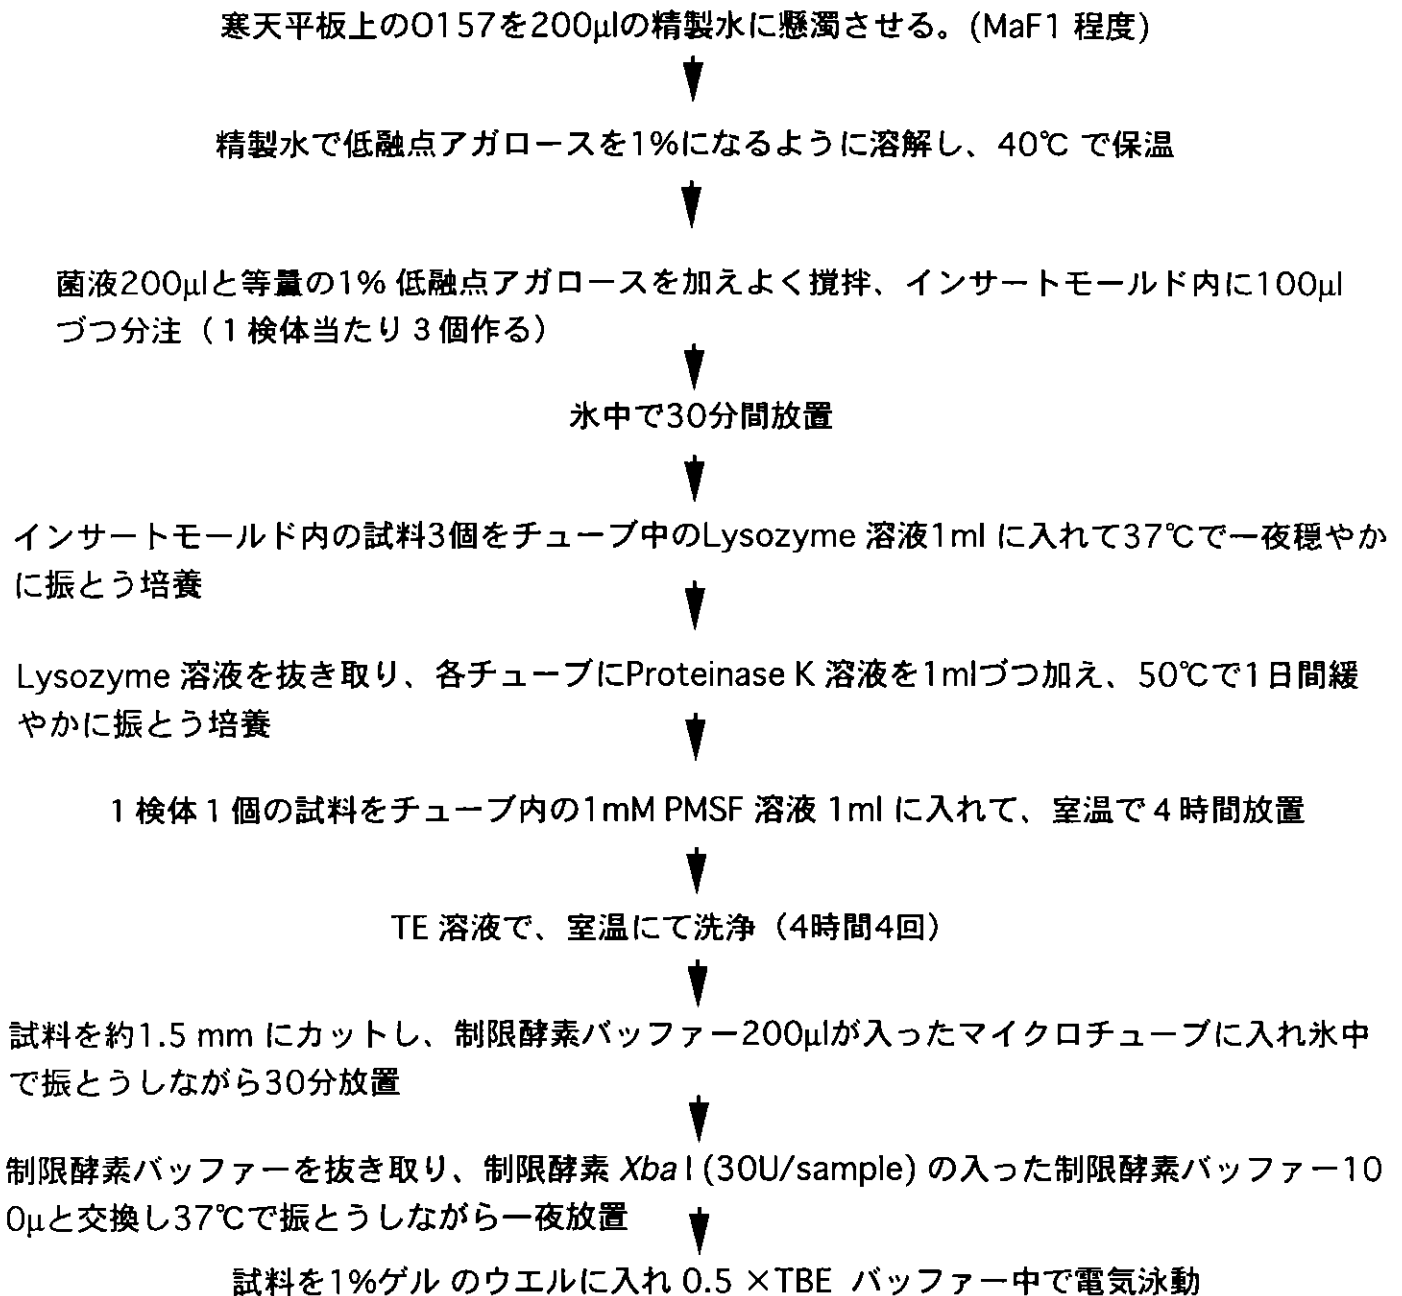 寒天平板上のO157を200μlの精製水に懸濁させる。(MaF1 程度)
精製水で低融点アガロースを1%になるように溶解し、40℃ で保温
菌液200μlと等量の1% 低融点アガロースを加えよく撹拌、インサートモールド内に100μl
づつ分注（1検体当たり3個作る）
氷中で30分間放置
インサートモールド内の試料3個をチューブ中のLysozyme 溶液1ml に入れて37℃で一夜穏やか
に振とう培養
Lysozyme 溶液を抜き取り、各チューブにProteinase K 溶液を1mlづつ加え、50℃で1日間緩
やかに振とう培養
1検体1個の試料をチューブ内の1mM PMSF 溶液 1ml に入れて、室温で4時間放置
TE 溶液で、室温にて洗浄（4時間4回）
試料を約1.5 mm にカットし、制限酵素バッファー200μlが入ったマイクロチューブに入れ氷中
で振とうしながら30分放置
制限酵素バッファーを抜き取り、制限酵素 Xba I (30U/sample) の入った制限酵素バッファー10
0μと交換し37℃で振とうしながら一夜放置
試料を1%ゲル のウエルに入れ 0.5 ×TBE バッファー中で電気泳動